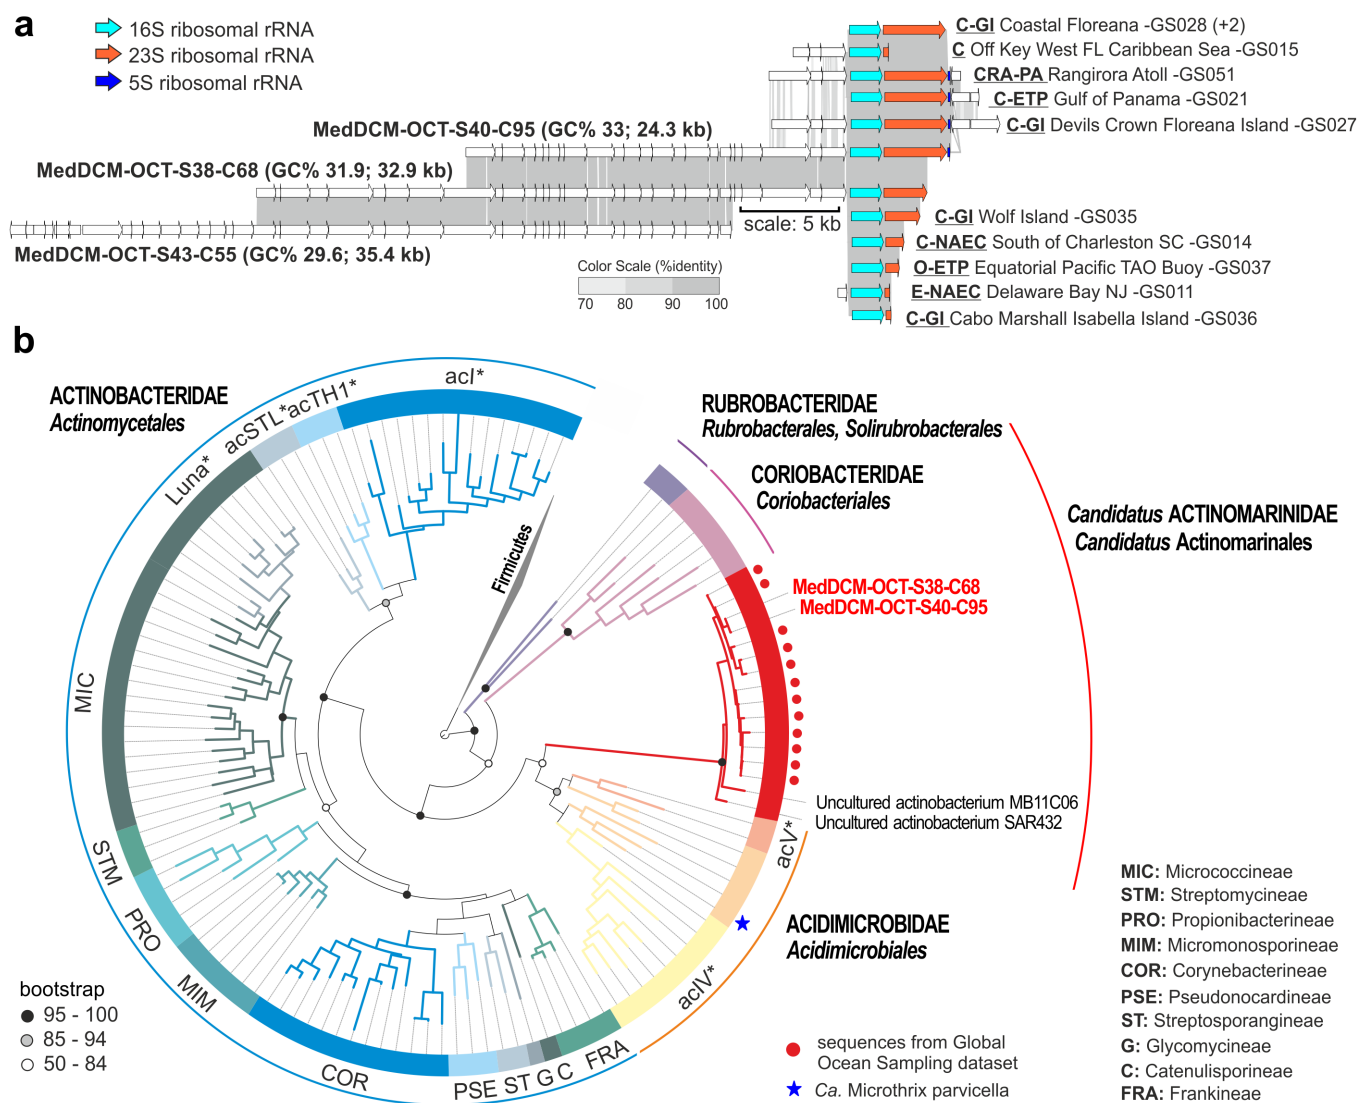 a
16S ribosomal rRNA
23S ribosomal rRNA
5S ribosomal rRNA
C-GI Coastal Floreana -GS028 (+2)
C Off Key West FL Caribbean Sea -GS015
CRA-PA Rangirora Atoll -GS051
C-ETP Gulf of Panama -GS021
C-GI Devils Crown Floreana Island -GS027
MedDCM-OCT-S40-C95 (GC% 33; 24.3 kb)
MedDCM-OCT-S38-C68 (GC% 31.9; 32.9 kb)
MedDCM-OCT-S43-C55 (GC% 29.6; 35.4 kb)
scale: 5 kb
C-GI Wolf Island -GS035
C-NAEC South of Charleston SC -GS014
O-ETP Equatorial Pacific TAO Buoy -GS037
E-NAEC Delaware Bay NJ -GS011
C-GI Cabo Marshall Isabella Island -GS036
Color Scale (%identity)
70 80 90 100
b
ACTINOBACTERIDAE
Actinomycetales
acI*
acTH1*
acSTL*
Luna*
MIC
STM
PRO
MIM
COR
PSE
ST
G
C
FRA
Firmicutes
RUBROBACTERIDAE
Rubrobacterales, Solirubrobacterales
CORIOBACTERIDAE
Coriobacteriales
Candidatus ACTINOMARINIDAE
Candidatus Actinomarinales
MedDCM-OCT-S38-C68
MedDCM-OCT-S40-C95
Uncultured actinobacterium MB11C06
Uncultured actinobacterium SAR432
acV*
acIV*
ACIDIMICROBIDAE
Acidimicrobiales
bootstrap
95 - 100
85 - 94
50 - 84
sequences from Global
Ocean Sampling dataset
Ca. Microthrix parvicella
MIC: Micrococcineae
STM: Streptomycineae
PRO: Propionibacterineae
MIM: Micromonosporineae
COR: Corynebacterineae
PSE: Pseudonocardineae
ST: Streptosporangineae
G: Glycomycineae
C: Catenulisporineae
FRA: Frankineae